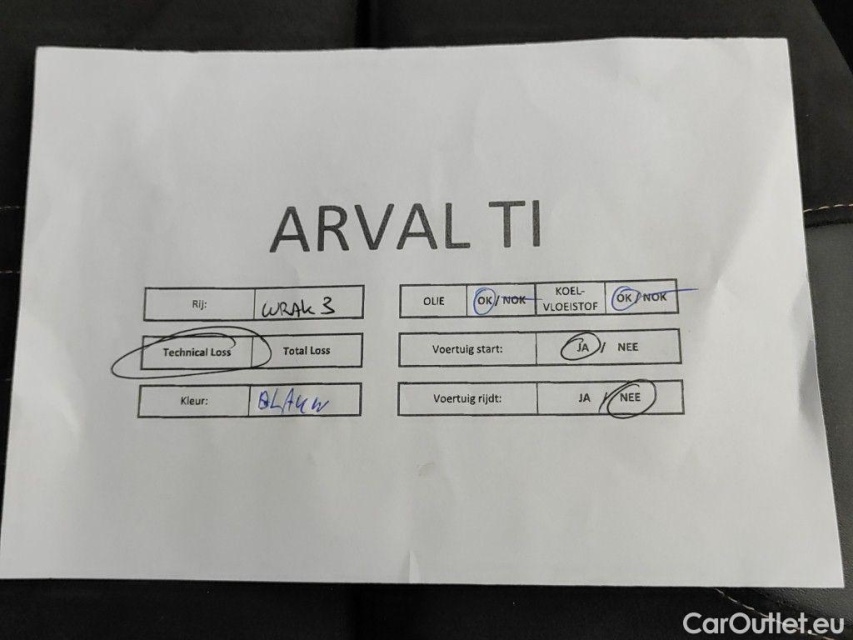 ARVAL TI
Rij: WRAK 3
OLIE OK / NOK KOEL-VLOEISTOF OK / NOK
Technical Loss Total Loss
Voertuig start: JA / NEE
Kleur: BLAUW
Voertuig rijdt: JA / NEE
CarOutlet.eu